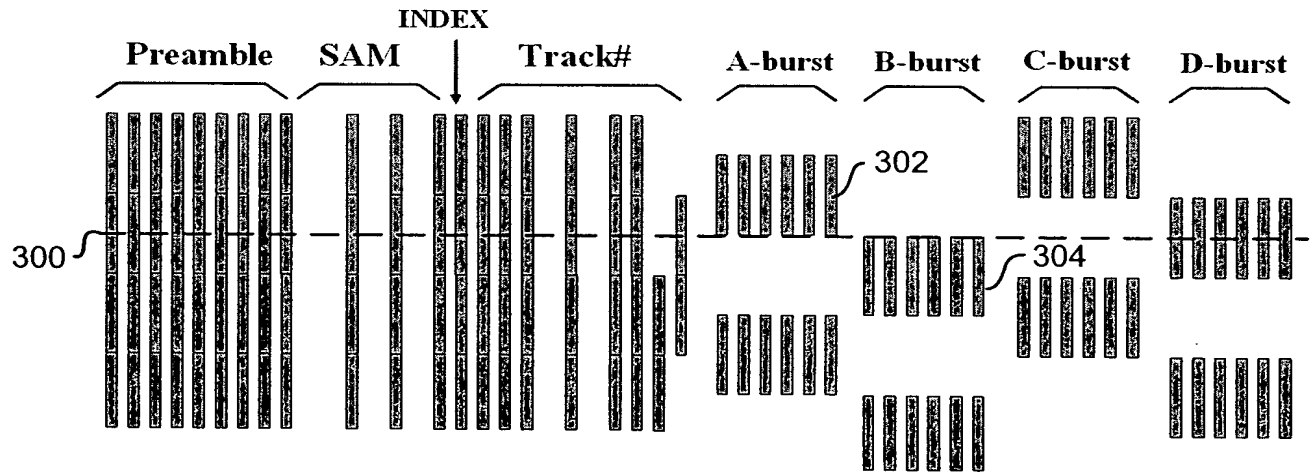 INDEX
Preamble
SAM
Track#
A-burst
B-burst
C-burst
D-burst
302
300
304